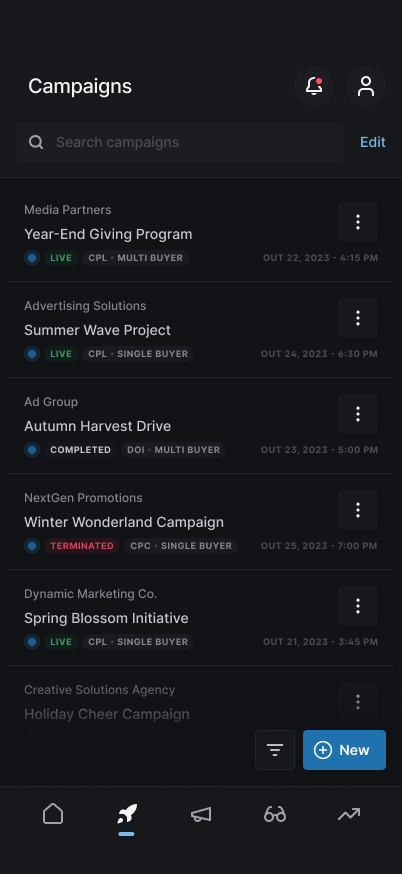 Campaigns
Search campaigns
Edit
Media Partners
Year-End Giving Program
LIVE CPL • MULTI BUYER OUT 22, 2023 - 4:15 PM
Advertising Solutions
Summer Wave Project
LIVE CPL • SINGLE BUYER OUT 24, 2023 - 6:30 PM
Ad Group
Autumn Harvest Drive
COMPLETED DOI • MULTI BUYER OUT 23, 2023 - 5:00 PM
NextGen Promotions
Winter Wonderland Campaign
TERMINATED CPC • SINGLE BUYER OUT 25, 2023 - 7:00 PM
Dynamic Marketing Co.
Spring Blossom Initiative
LIVE CPL • SINGLE BUYER OUT 21, 2023 - 3:45 PM
Creative Solutions Agency
Holiday Cheer Campaign
New